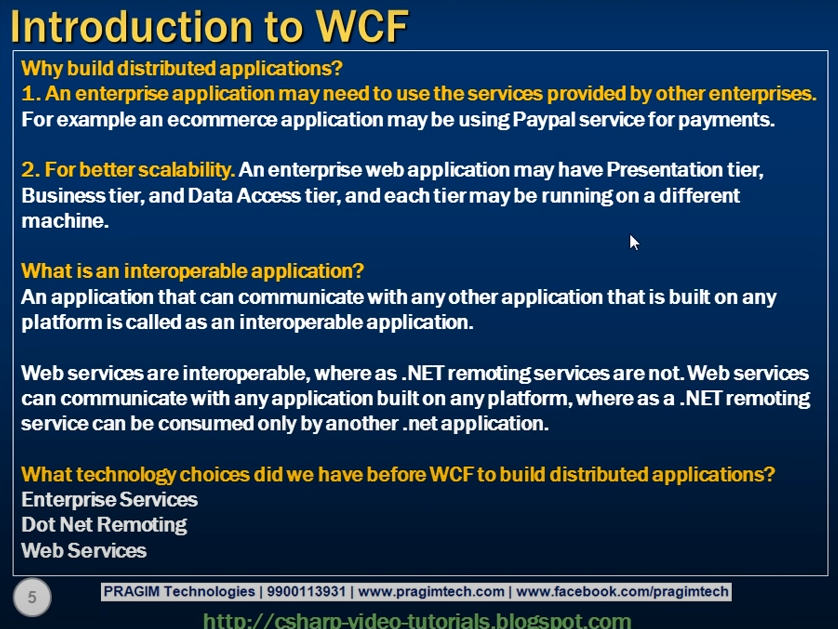 Introduction to WCF
Why build distributed applications?
1. An enterprise application may need to use the services provided by other enterprises.
For example an ecommerce application may be using Paypal service for payments.
2. For better scalability. An enterprise web application may have Presentation tier,
Business tier, and Data Access tier, and each tier may be running on a different
machine.
What is an interoperable application?
An application that can communicate with any other application that is built on any
platform is called as an interoperable application.
Web services are interoperable, where as .NET remoting services are not. Web services
can communicate with any application built on any platform, where as a .NET remoting
service can be consumed only by another .net application.
What technology choices did we have before WCF to build distributed applications?
Enterprise Services
Dot Net Remoting
Web Services
5
PRAGIM Technologies | 9900113931 | www.pragimtech.com | www.facebook.com/pragimtech
http://csharp-video-tutorials.blogspot.com